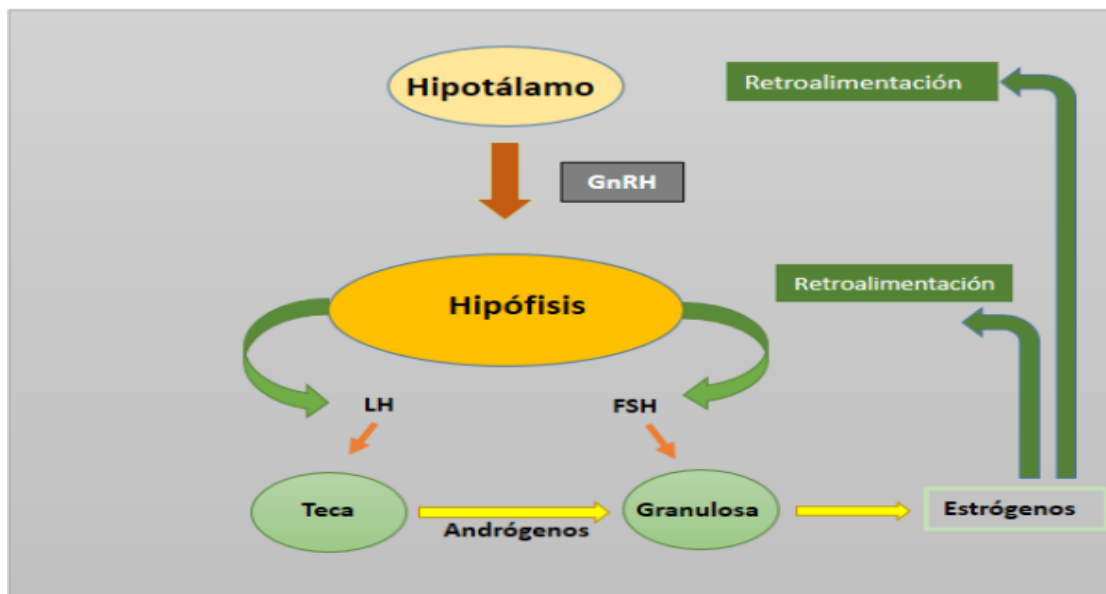 Hipotálamo
Retroalimentación
GnRH
Hipófisis
Retroalimentación
LH
FSH
Teca
Andrógenos
Granulosa
Estrógenos